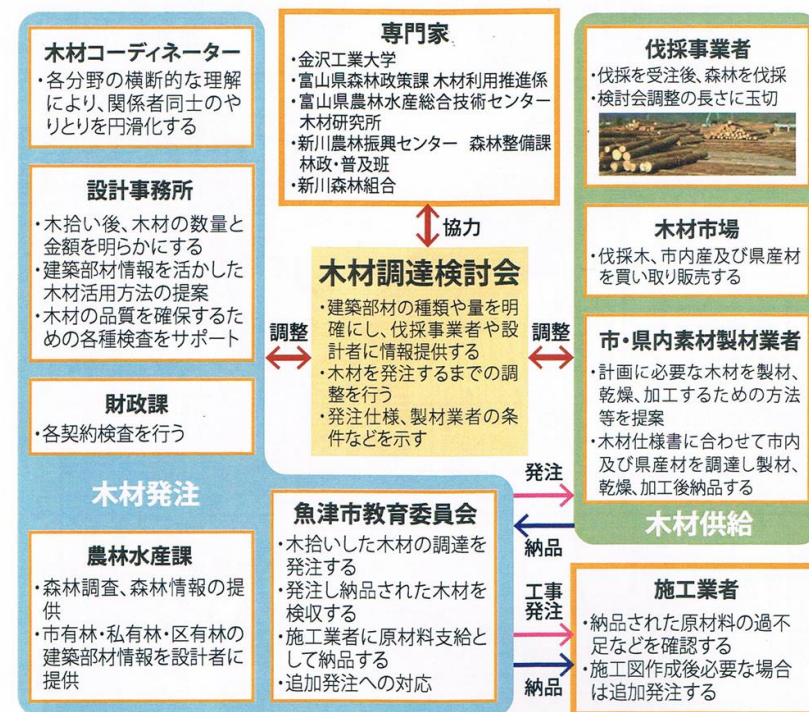 木材コーディネーター
・各分野の横断的な理解
により、関係者同士のや
りとりを円滑化する
設計事務所
・木拾い後、木材の数量と
金額を明らかにする
・建築部材情報を活かした
木材活用方法の提案
・木材の品質を確保するた
めの各種検査をサポート
財政課
・各契約検査を行う
木材発注
農林水産課
・森林調査、森林情報の提
供
・市有林・私有林・区有林の
建築部材情報を設計者に
提供
専門家
・金沢工業大学
・富山県森林政策課 木材利用推進係
・富山県農林水産総合技術センター
木材研究所
・新川農林振興センター 森林整備課
林政・普及班
・新川森林組合
協力
木材調達検討会
・建築部材の種類や量を明
確にし、伐採事業者や設
計者に情報提供する
・木材を発注するまでの調
整を行う
・発注仕様、製材業者の条
件などを示す
調整
調整
魚津市教育委員会
・木拾いした木材の調達を
発注する
・発注し納品された木材を
検収する
・施工業者に原材料支給と
して納品する
・追加発注への対応
発注
納品
工事
発注
納品
伐採事業者
・伐採を受注後、森林を伐採
・検討会調整の長さに玉切
木材市場
・伐採木、市内産及び県産材
を買い取り販売する
市・県内素材製材業者
・計画に必要な木材を製材、
乾燥、加工するための方法
等を提案
・木材仕様書に合わせて市内
及び県産材を調達し製材、
乾燥、加工後納品する
木材供給
施工業者
・納品された原材料の過不
足などを確認する
・施工図作成後必要な場合
は追加発注する